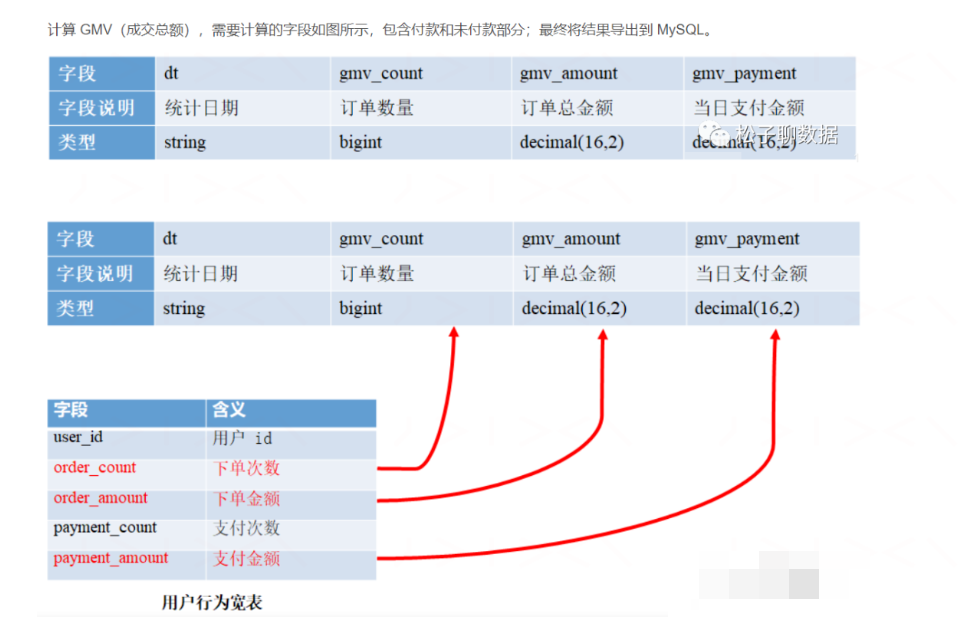 计算 GMV（成交总额），需要计算的字段如图所示，包含付款和未付款部分；最终将结果导出到 MySQL。
字段 dt gmv_count gmv_amount gmv_payment
字段说明 统计日期 订单数量 订单总金额 当日支付金额
类型 string bigint decimal(16,2) decimal(16,2)
松子聊数据
字段 dt gmv_count gmv_amount gmv_payment
字段说明 统计日期 订单数量 订单总金额 当日支付金额
类型 string bigint decimal(16,2) decimal(16,2)
字段 含义
user_id 用户 id
order_count 下单次数
order_amount 下单金额
payment_count 支付次数
payment_amount 支付金额
用户行为宽表